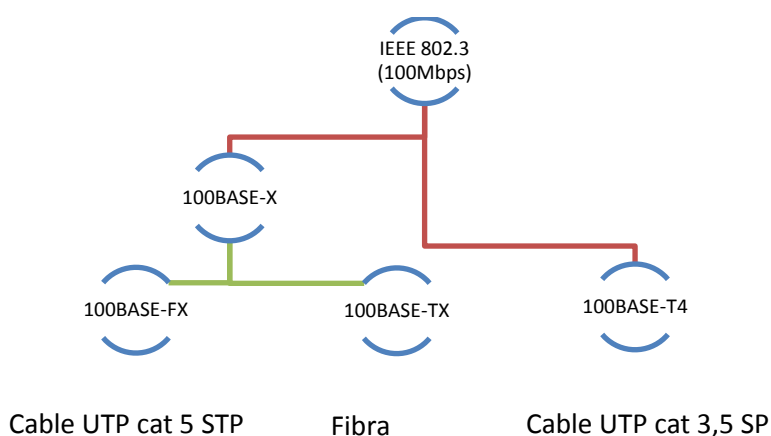 IEEE 802.3
(100Mbps)
100BASE-X
100BASE-FX
100BASE-TX
100BASE-T4
Cable UTP cat 5 STP
Fibra
Cable UTP cat 3,5 SP